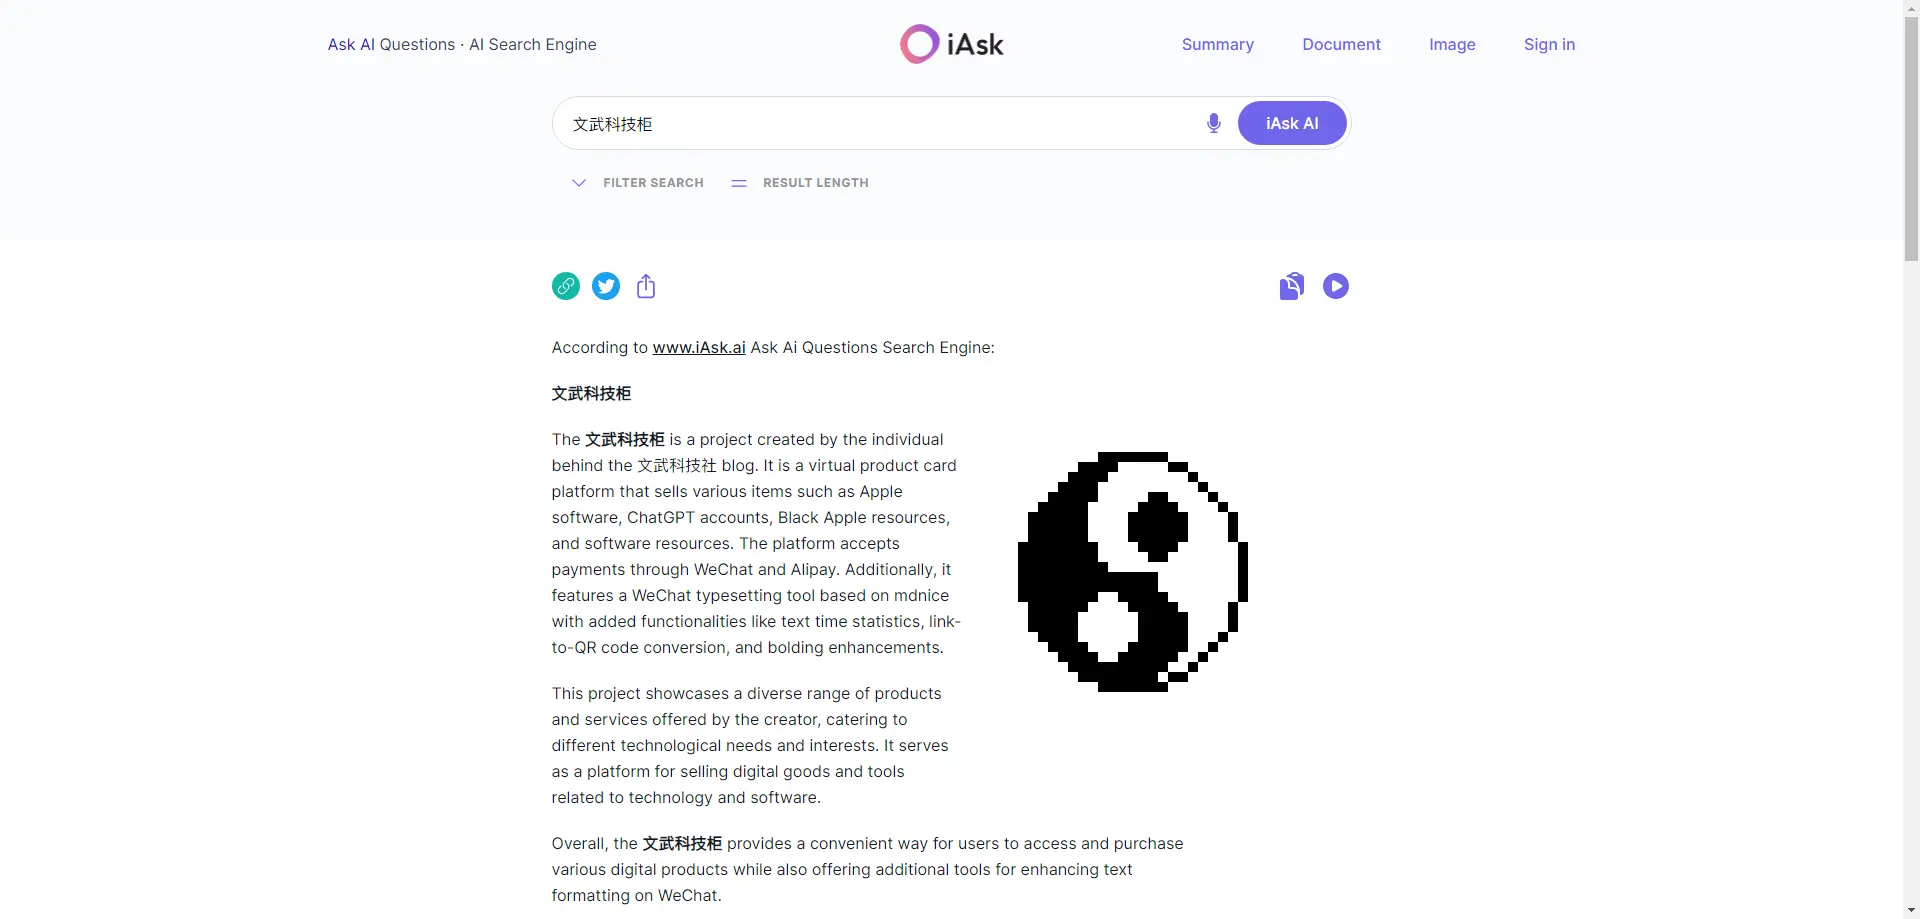 Ask AI Questions · AI Search Engine
iAsk
Summary
Document
Image
Sign in
文武科技柜
iAsk AI
FILTER SEARCH
RESULT LENGTH
According to www.iAsk.ai Ask Ai Questions Search Engine:
文武科技柜
The 文武科技柜 is a project created by the individual
behind the 文武科技社 blog. It is a virtual product card
platform that sells various items such as Apple
software, ChatGPT accounts, Black Apple resources,
and software resources. The platform accepts
payments through WeChat and Alipay. Additionally, it
features a WeChat typesetting tool based on mdnice
with added functionalities like text time statistics, link-
to-QR code conversion, and bolding enhancements.
This project showcases a diverse range of products
and services offered by the creator, catering to
different technological needs and interests. It serves
as a platform for selling digital goods and tools
related to technology and software.
Overall, the 文武科技柜 provides a convenient way for users to access and purchase
various digital products while also offering additional tools for enhancing text
formatting on WeChat.